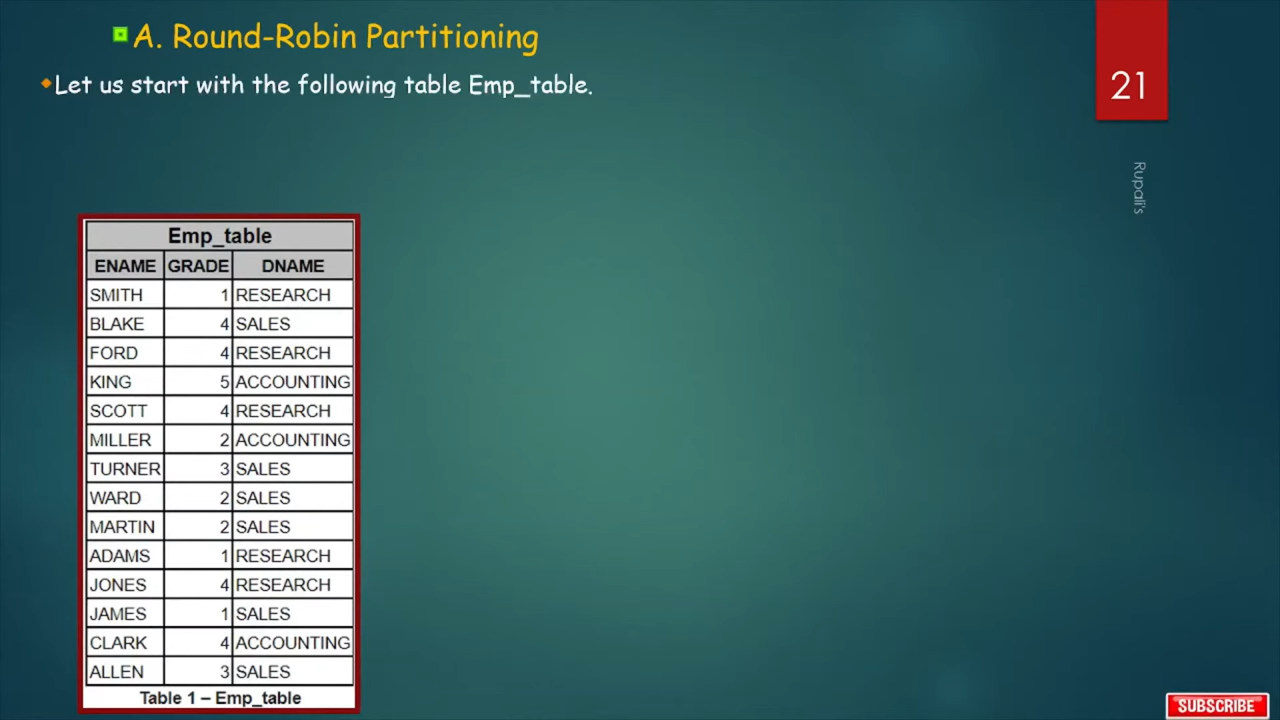 A. Round-Robin Partitioning
Let us start with the following table Emp_table.
21
Rupali's
Emp_table
ENAME GRADE DNAME
SMITH 1 RESEARCH
BLAKE 4 SALES
FORD 4 RESEARCH
KING 5 ACCOUNTING
SCOTT 4 RESEARCH
MILLER 2 ACCOUNTING
TURNER 3 SALES
WARD 2 SALES
MARTIN 2 SALES
ADAMS 1 RESEARCH
JONES 4 RESEARCH
JAMES 1 SALES
CLARK 4 ACCOUNTING
ALLEN 3 SALES
Table 1 – Emp_table
SUBSCRIBE